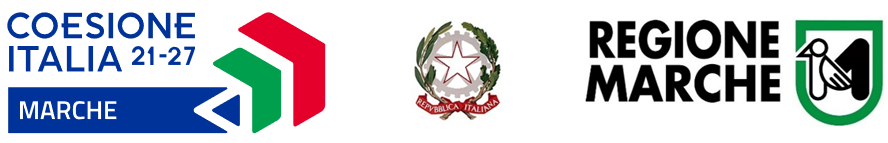 COESIONE
ITALIA 21-27
MARCHE
REPVBBLICA ITALIANA
REGIONE
MARCHE